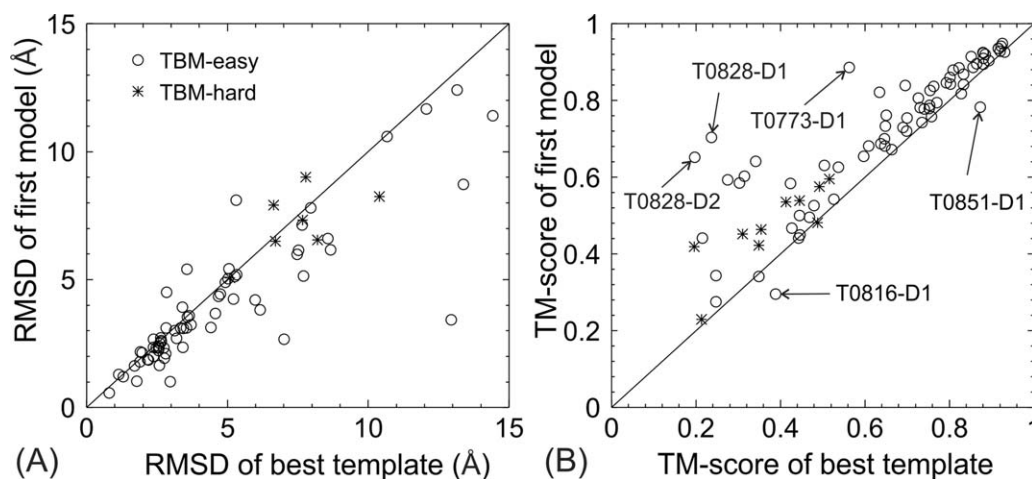 15
10
5
0
0
5
10
15
RMSD of first model (Å)
RMSD of best template (Å)
TBM-easy
TBM-hard
(A)
1
0.8
0.6
0.4
0.2
0
0
0.2
0.4
0.6
0.8
1
TM-score of first model
TM-score of best template
T0828-D1
T0773-D1
T0828-D2
T0851-D1
T0816-D1
(B)